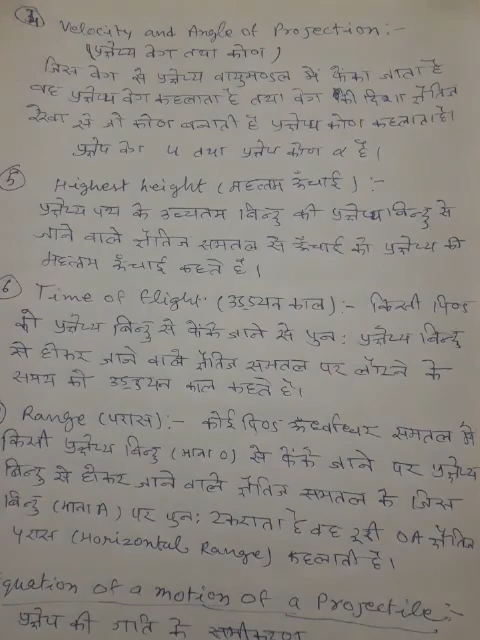 4 Velocity and Angle of Projection:-
(प्रक्षेप्य वेग तथा कोण)
जिस वेग से प्रक्षेप्य वायुमण्डल में फेंका जाता है
वह प्रक्षेप्य वेग कहलाता है तथा वेग की दिशा क्षैतिज
रेखा से जो कोण बनाती है प्रक्षेप्य कोण कहलाता है।
प्रक्षेप वेग u तथा प्रक्षेप कोण α है।
5 Highest height (महत्तम ऊँचाई) :-
प्रक्षेप्य पथ के उच्चतम बिन्दु की प्रक्षेप्य बिन्दु से
जाने वाले क्षैतिज समतल से ऊँचाई को प्रक्षेप्य की
महत्तम ऊँचाई कहते हैं।
6 Time of flight (उड्डयन काल) :- किसी पिण्ड
को प्रक्षेप्य बिन्दु से फेंके जाने से पुनः प्रक्षेप्य बिन्दु
से होकर जाने वाले क्षैतिज समतल पर लौटने के
समय को उड्डयन काल कहते हैं।
Range (परास) :- कोई पिण्ड ऊर्ध्वाधर समतल में
किसी प्रक्षेप्य बिन्दु (माना O) से फेंके जाने पर प्रक्षेप्य
बिन्दु से होकर जाने वाले क्षैतिज समतल के जिस
बिन्दु (माना A) पर पुनः टकराता है वह दूरी OA क्षैतिज
परास (Horizontal Range) कहलाती है।
quation of a motion of a Projectile:-
प्रक्षेप की गति के समीकरण